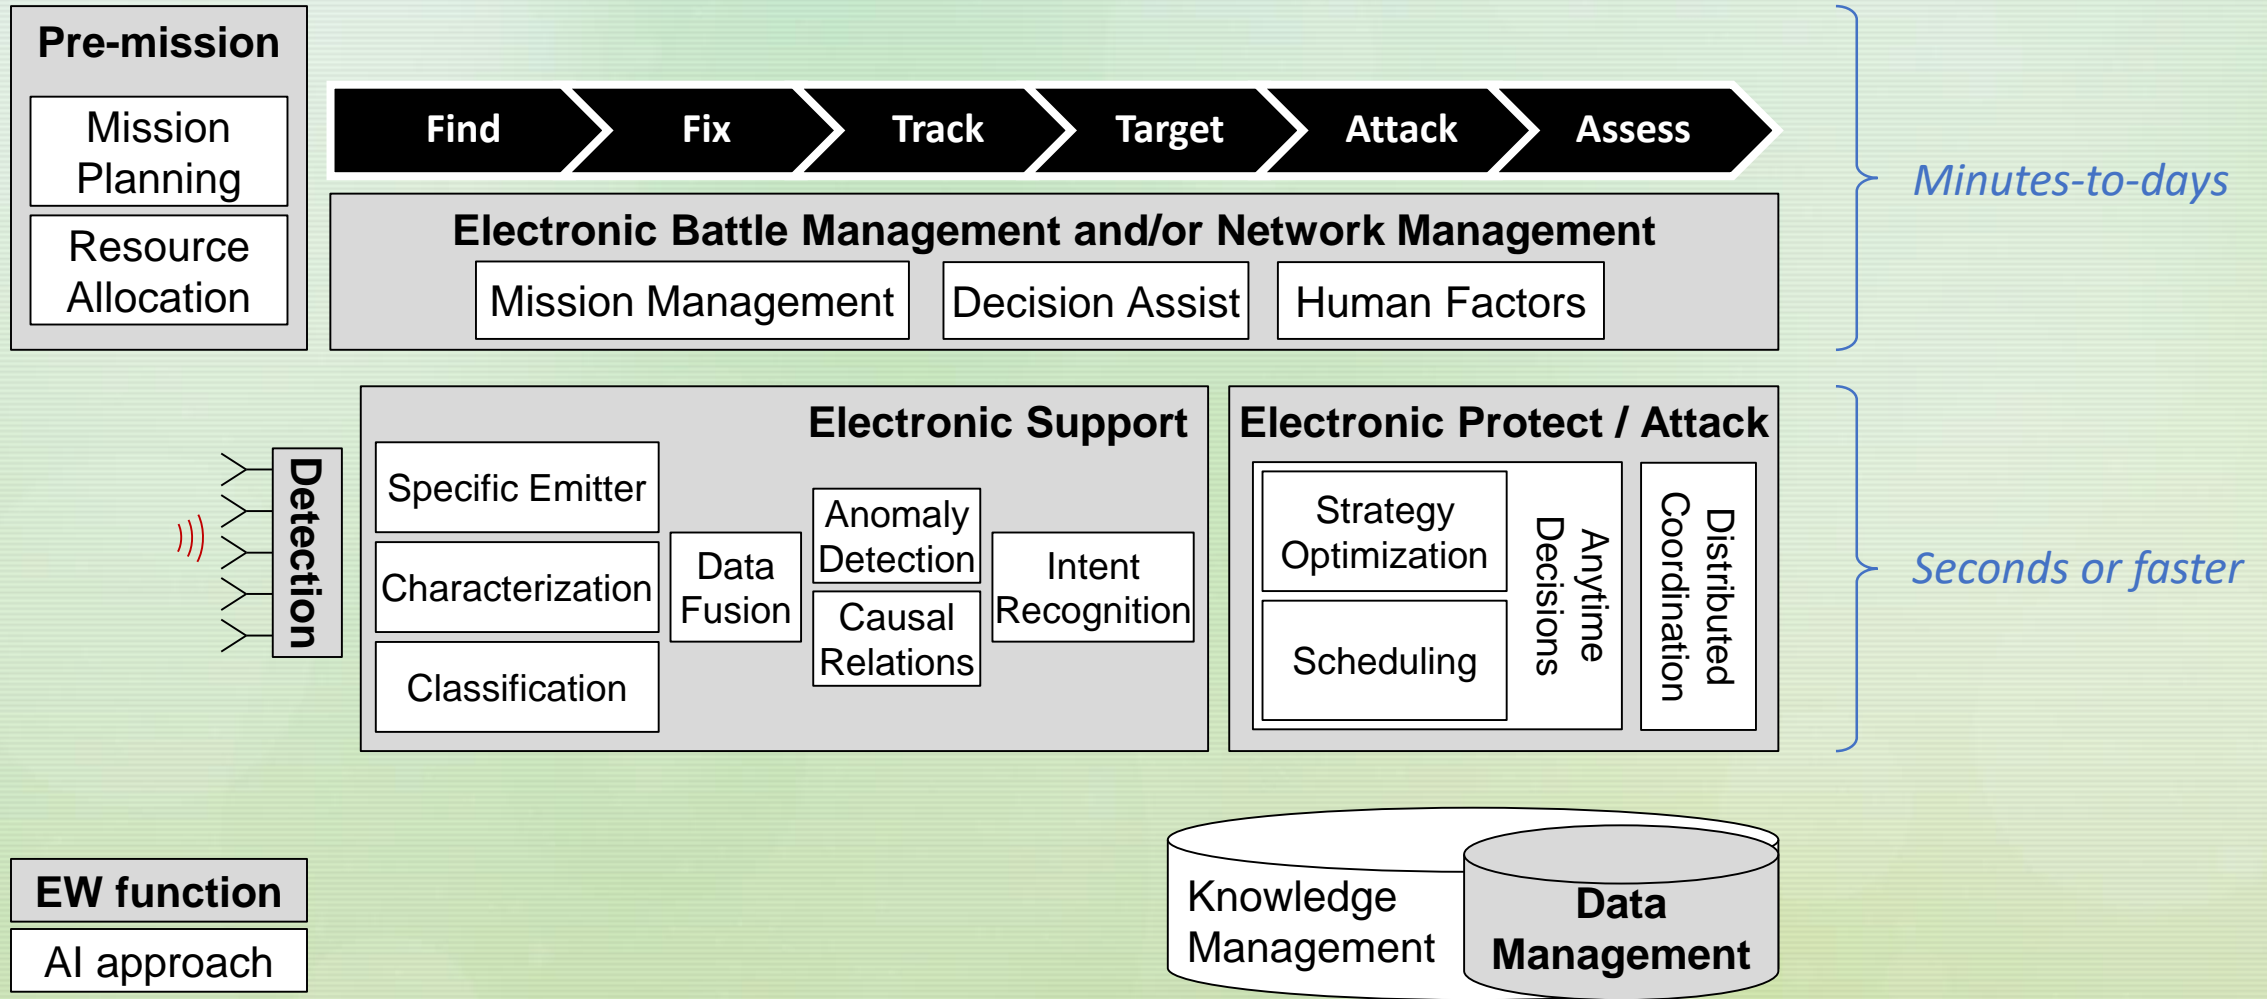 Pre-mission
Mission
Planning
Resource
Allocation
Find
Fix
Track
Target
Attack
Assess
Electronic Battle Management and/or Network Management
Mission Management
Decision Assist
Human Factors
Minutes-to-days
Detection
Electronic Support
Specific Emitter
Characterization
Classification
Data
Fusion
Anomaly
Detection
Causal
Relations
Intent
Recognition
Electronic Protect / Attack
Strategy
Optimization
Scheduling
Anytime
Decisions
Distributed
Coordination
Seconds or faster
EW function
AI approach
Knowledge
Management
Data
Management